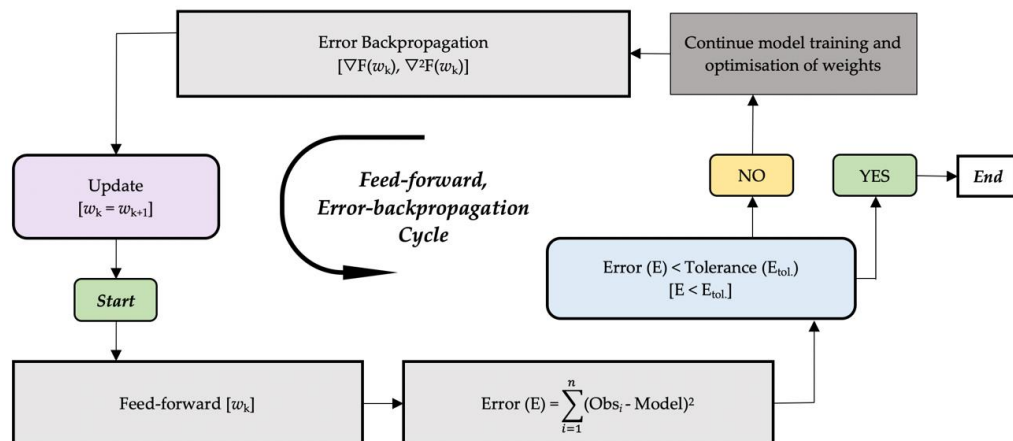 Error Backpropagation
[∇F(wₖ), ∇²F(wₖ)]
Continue model training and
optimisation of weights
Update
[wₖ = wₖ₊₁]
Feed-forward,
Error-backpropagation
Cycle
NO
YES
End
Error (E) < Tolerance (Eₜₒₗ.)
[E < Eₜₒₗ.]
Start
Feed-forward [wₖ]
Error (E) = ∑ⁿᵢ₌₁(Obsᵢ - Model)²